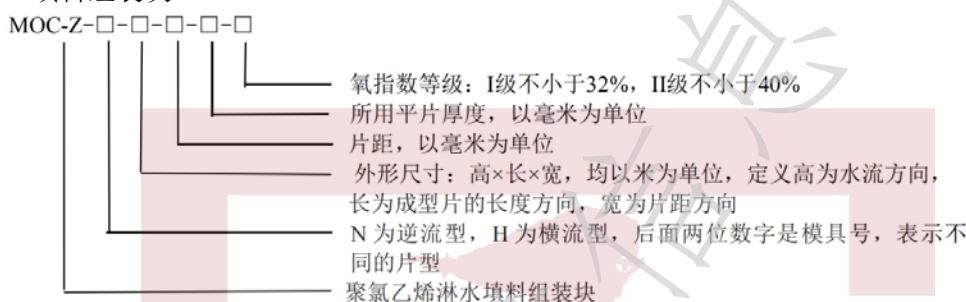 MOC-Z-□-□-□-□-□
氧指数等级：I级不小于32%，II级不小于40%
所用平片厚度，以毫米为单位
片距，以毫米为单位
外形尺寸：高×长×宽，均以米为单位，定义高为水流方向，
长为成型片的长度方向，宽为片距方向
N 为逆流型，H 为横流型，后面两位数字是模具号，表示不
同的片型
聚氯乙烯淋水填料组装块